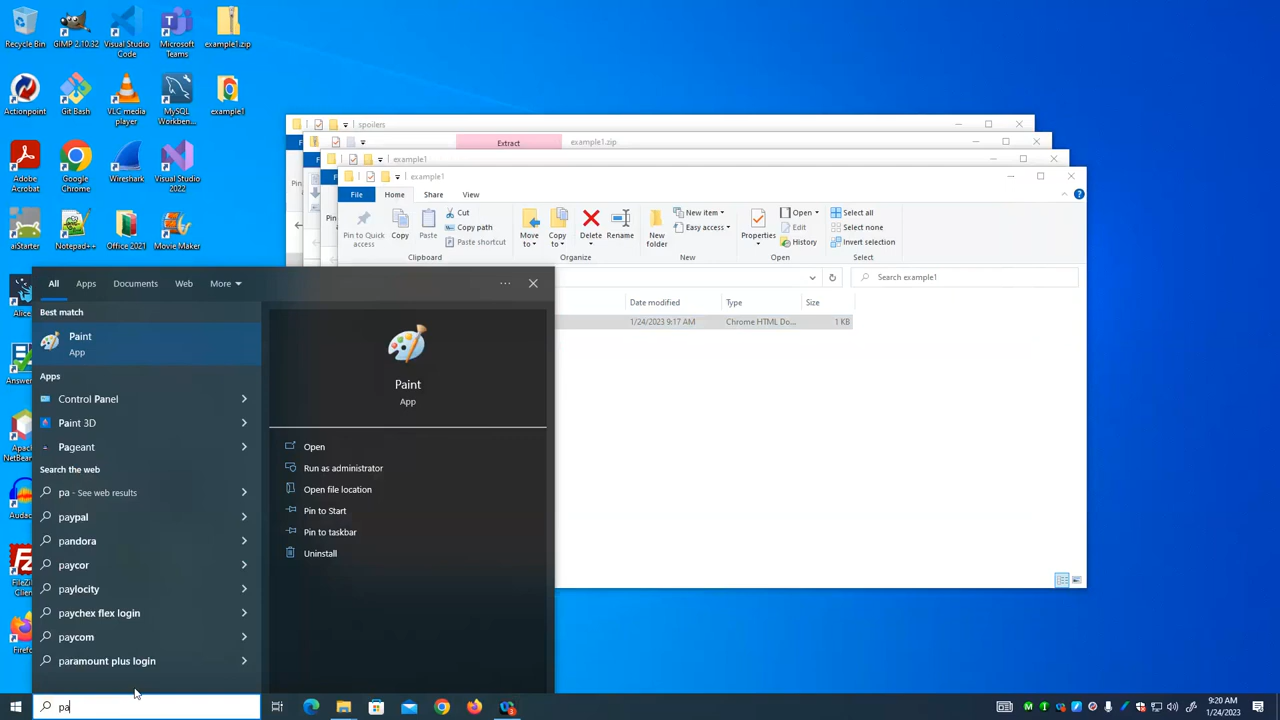 Recycle Bin
GIMP 2.10.32
Visual Studio
Code
Microsoft
Teams
example1.zip
Actionpoint
Git Bash
VLC media
player
MySQL
Workben...
example1
Adobe
Acrobat
Google
Chrome
Wireshark
Visual Studio
2022
aiStarter
Notepad++
Office 2021
Movie Maker
spoilers
Extract
example1.zip
example1
example1
File
Home
Share
View
Pin to Quick
access
Copy
Paste
Cut
Copy path
Paste shortcut
Clipboard
Move
to
Copy
to
Delete
Rename
Organize
New
folder
New item
Easy access
New
Properties
Open
Edit
History
Open
Select all
Select none
Invert selection
Select
Search example1
Date modified
Type
Size
1/24/2023 9:17 AM
Chrome HTML Do...
1 KB
All
Apps
Documents
Web
More
Best match
Paint
App
Apps
Control Panel
Paint 3D
Pageant
Search the web
pa - See web results
paypal
pandora
paycor
paylocity
paychex flex login
paycom
paramount plus login
Paint
App
Open
Run as administrator
Open file location
Pin to Start
Pin to taskbar
Uninstall
pa
9:20 AM
1/24/2023